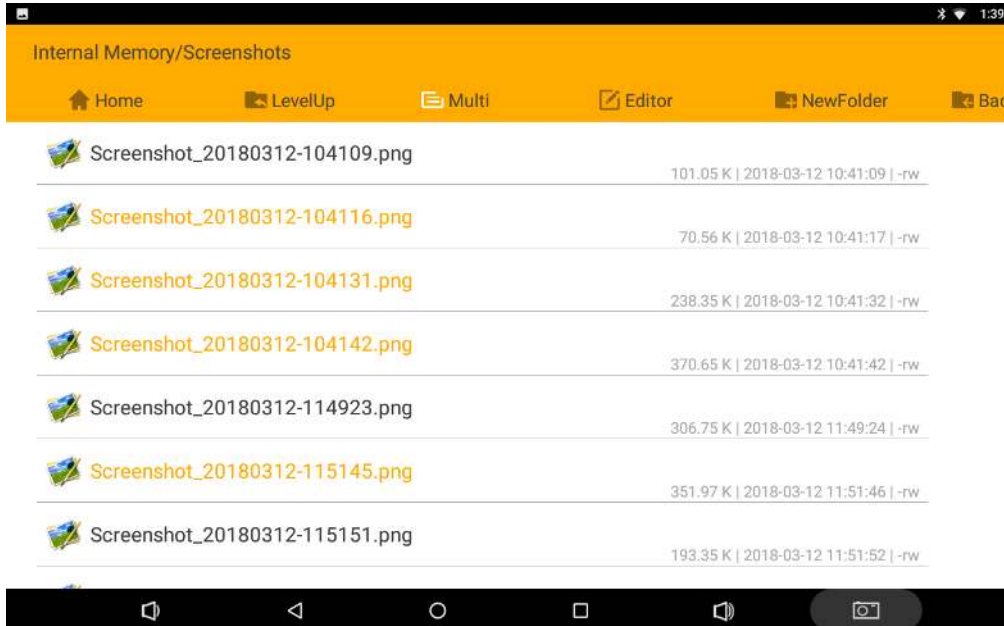 1:39
Internal Memory/Screenshots
Home LevelUp Multi Editor NewFolder Bac
Screenshot_20180312-104109.png
101.05 K | 2018-03-12 10:41:09 | -rw
Screenshot_20180312-104116.png
70.56 K | 2018-03-12 10:41:17 | -rw
Screenshot_20180312-104131.png
238.35 K | 2018-03-12 10:41:32 | -rw
Screenshot_20180312-104142.png
370.65 K | 2018-03-12 10:41:42 | -rw
Screenshot_20180312-114923.png
306.75 K | 2018-03-12 11:49:24 | -rw
Screenshot_20180312-115145.png
351.97 K | 2018-03-12 11:51:46 | -rw
Screenshot_20180312-115151.png
193.35 K | 2018-03-12 11:51:52 | -rw